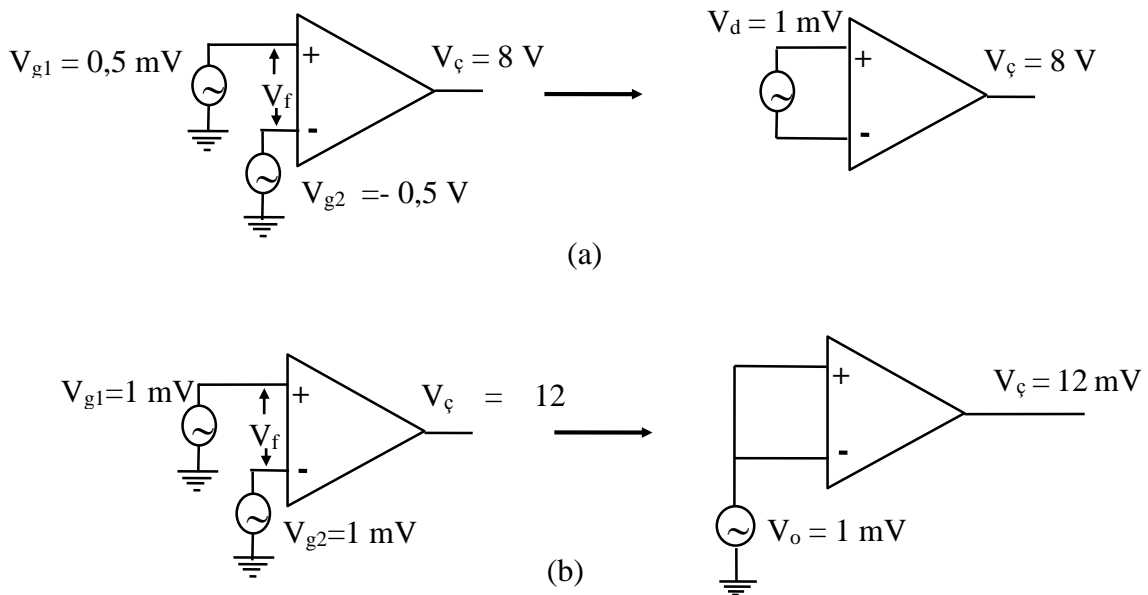 V_g1 = 0,5 mV
+
V_f
-
V_ç = 8 V
V_g2 =- 0,5 V
V_d = 1 mV
+
-
V_ç = 8 V
(a)
V_g1=1 mV
+
V_f
-
V_ç = 12
V_g2=1 mV
+
-
V_ç = 12 mV
V_o = 1 mV
(b)